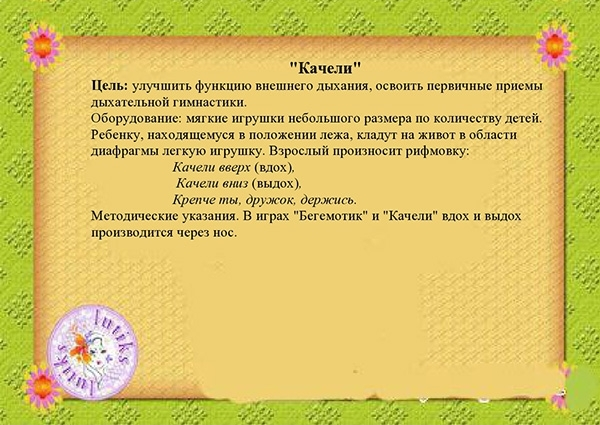 "Качели"
Цель: улучшить функцию внешнего дыхания, освоить первичные приемы
дыхательной гимнастики.
Оборудование: мягкие игрушки небольшого размера по количеству детей.
Ребенку, находящемуся в положении лежа, кладут на живот в области
диафрагмы легкую игрушку. Взрослый произносит рифмовку:
Качели вверх (вдох),
Качели вниз (выдох),
Крепче ты, дружок, держись.
Методические указания. В играх "Бегемотик" и "Качели" вдох и выдох
производится через нос.
lutiks
lutiks